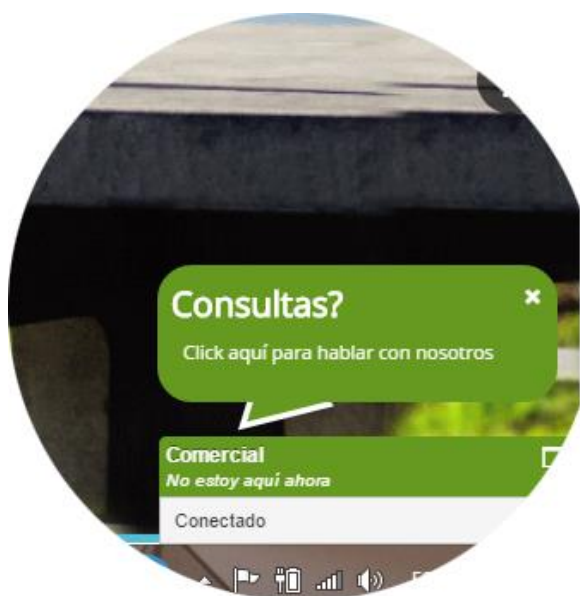 Consultas?
Click aquí para hablar con nosotros
Comercial
No estoy aquí ahora
Conectado